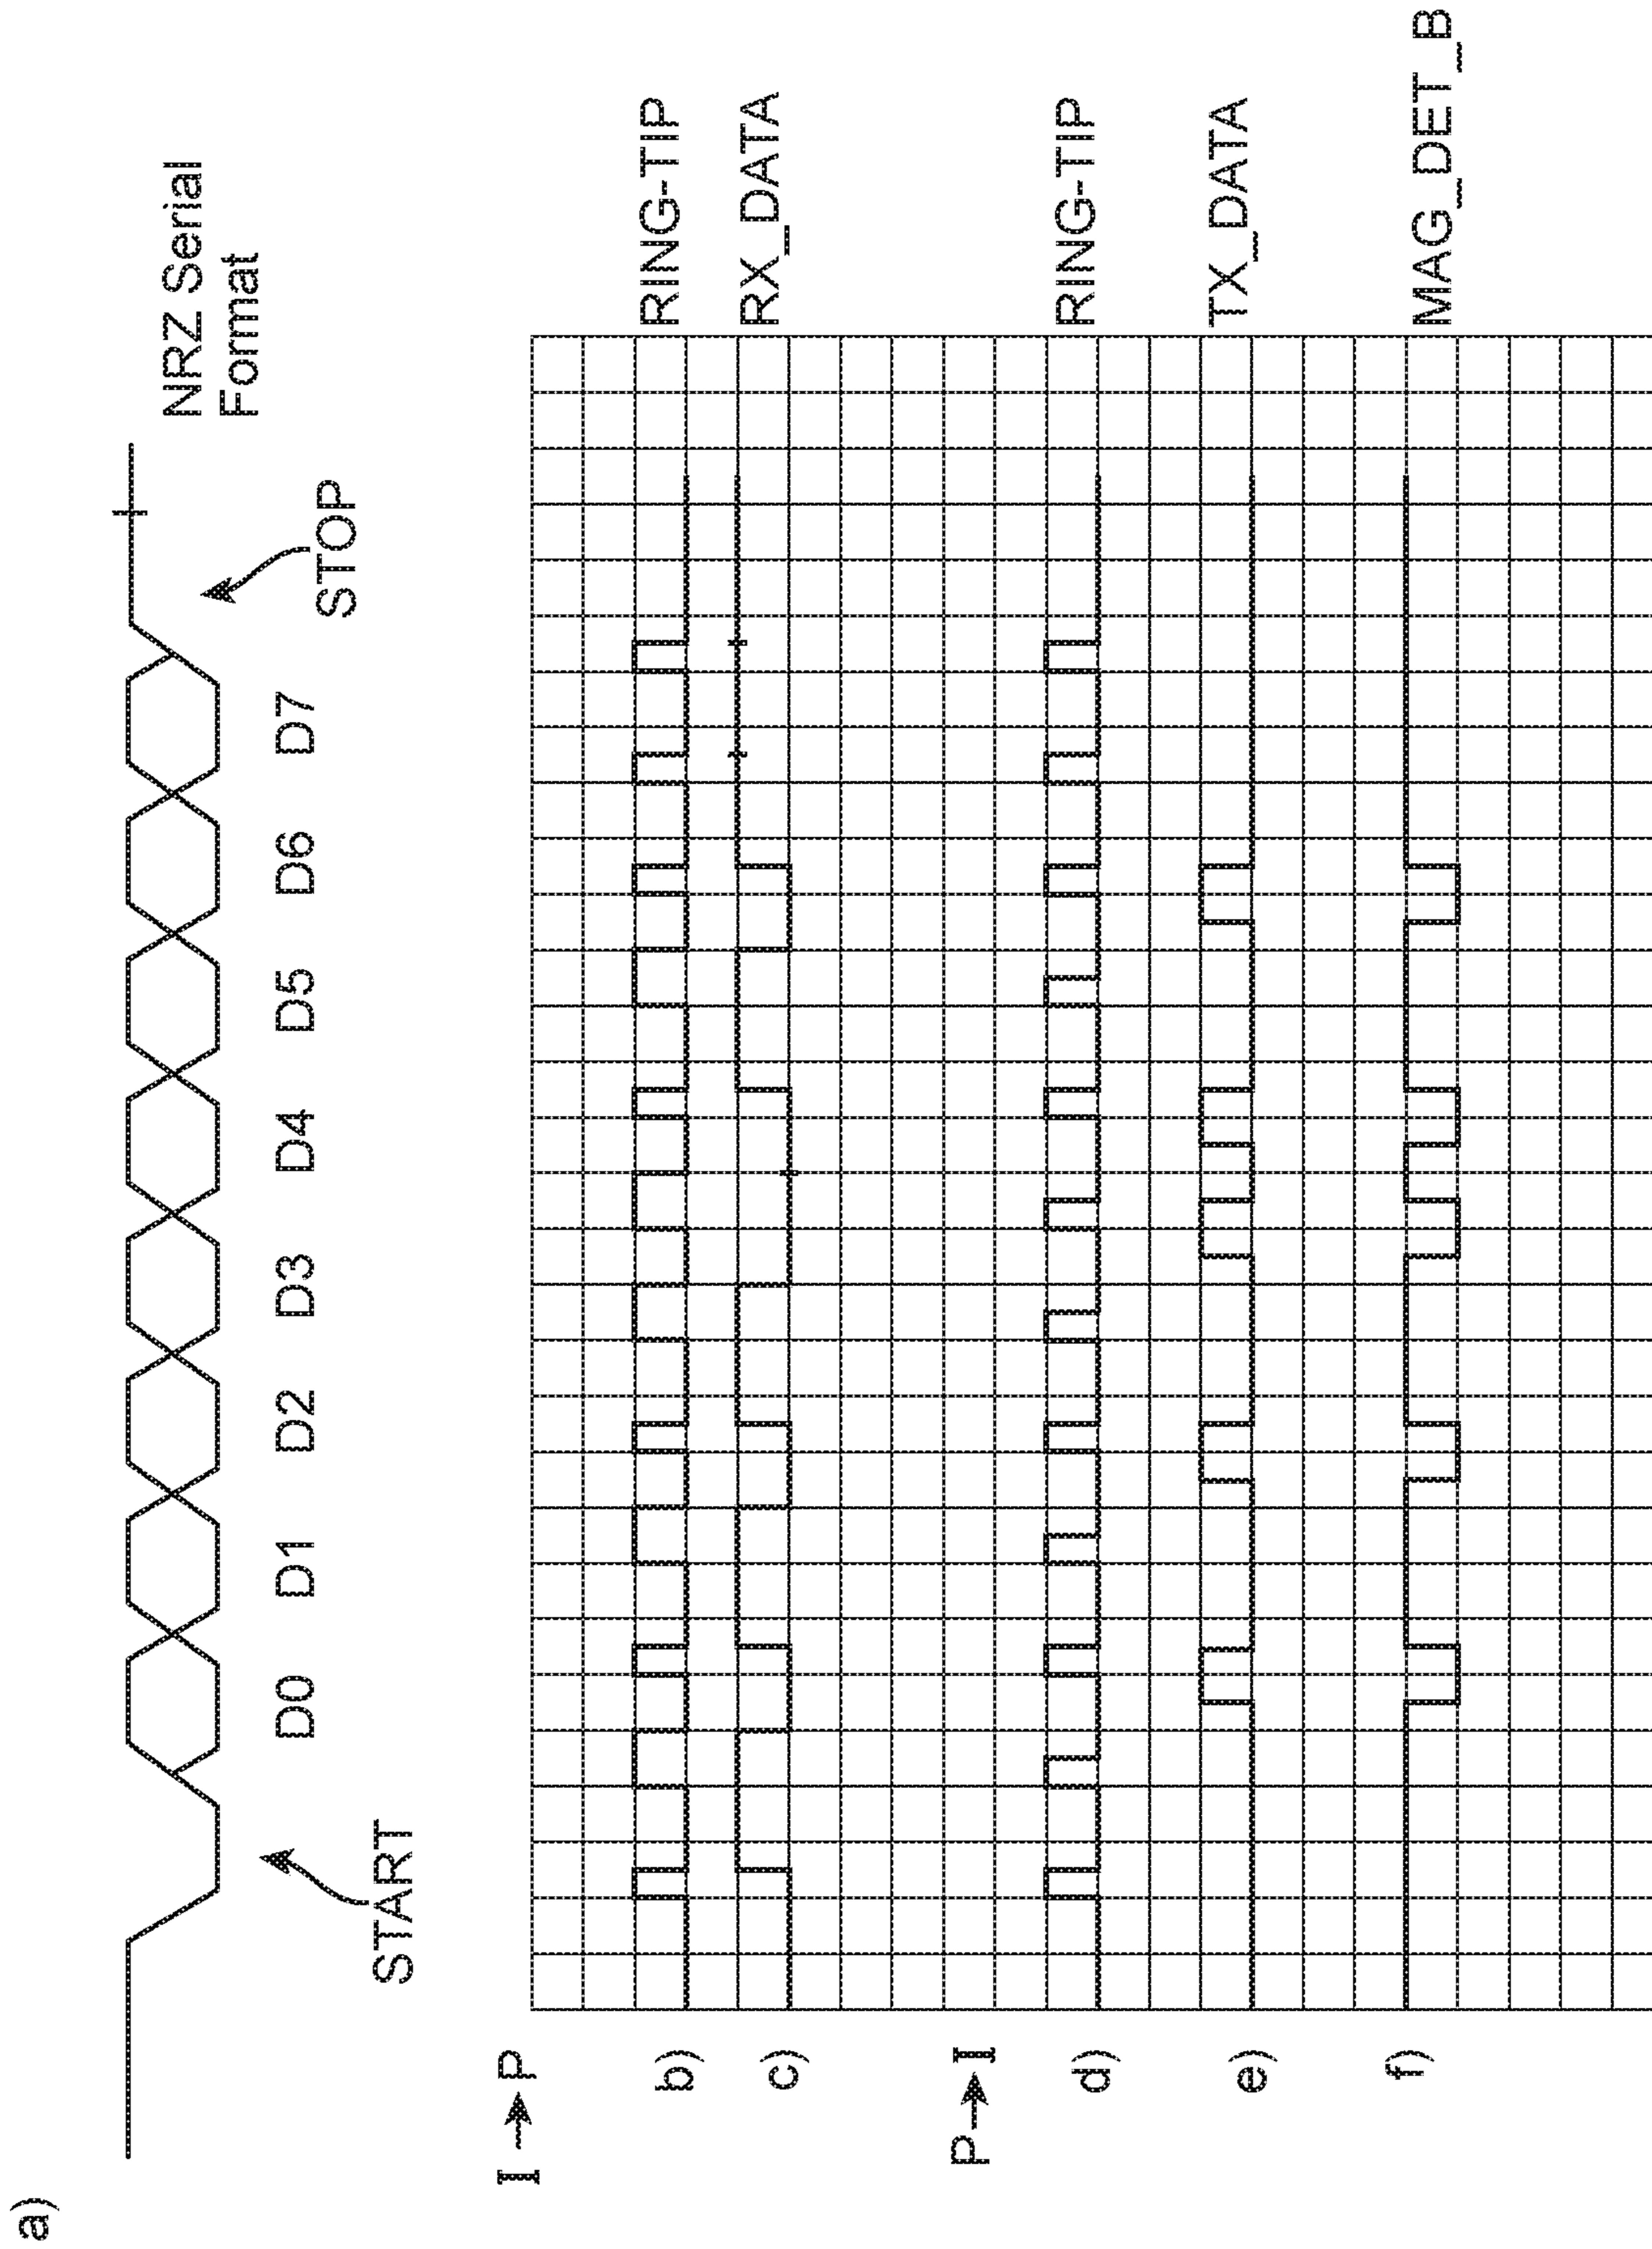 a)
NRZ Serial
Format
START
D0 D1 D2 D3 D4 D5 D6 D7
STOP
I → P
b) RING-TIP
c) RX_DATA
P → I
d) RING-TIP
e) TX_DATA
f) MAG_DET_B